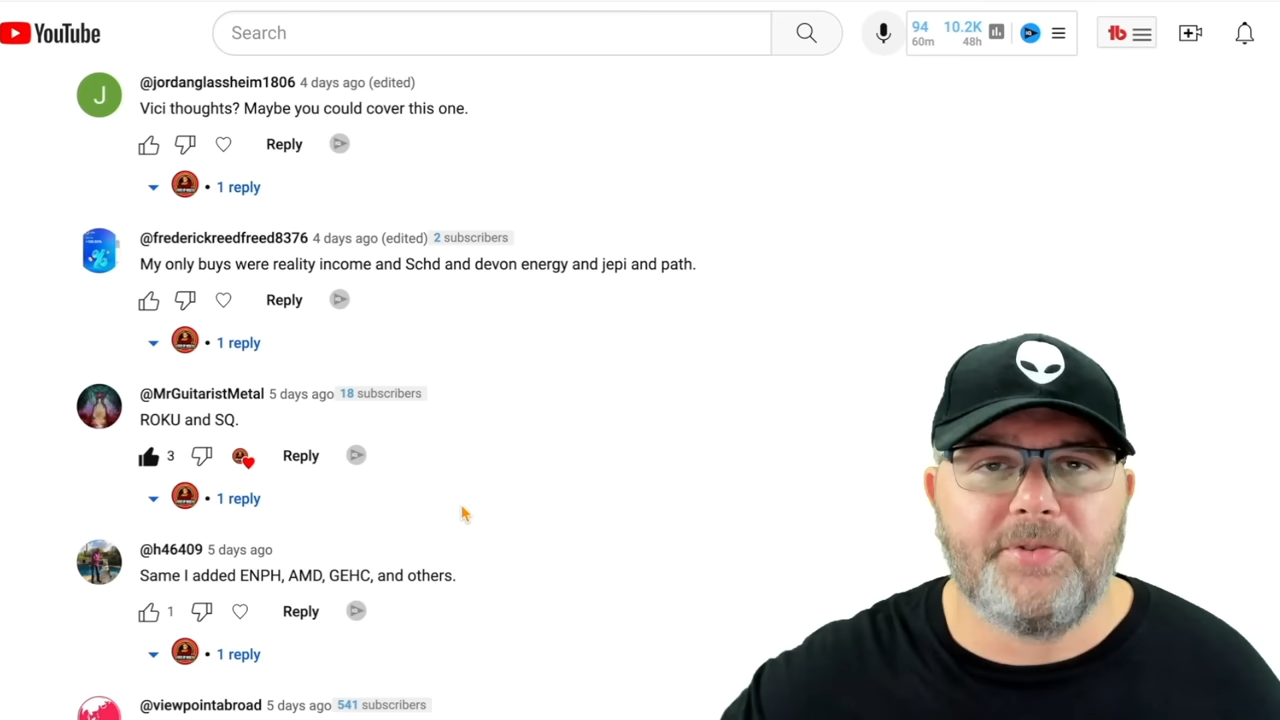 YouTube
Search
94 10.2K
60m 48h
@jordanglassheim1806 4 days ago (edited)
Vici thoughts? Maybe you could cover this one.
Reply
• 1 reply
@frederickreedfreed8376 4 days ago (edited) 2 subscribers
My only buys were reality income and Schd and devon energy and jepi and path.
Reply
• 1 reply
@MrGuitaristMetal 5 days ago 18 subscribers
ROKU and SQ.
3 Reply
• 1 reply
@h46409 5 days ago
Same I added ENPH, AMD, GEHC, and others.
1 Reply
• 1 reply
@viewpointabroad 5 days ago 541 subscribers